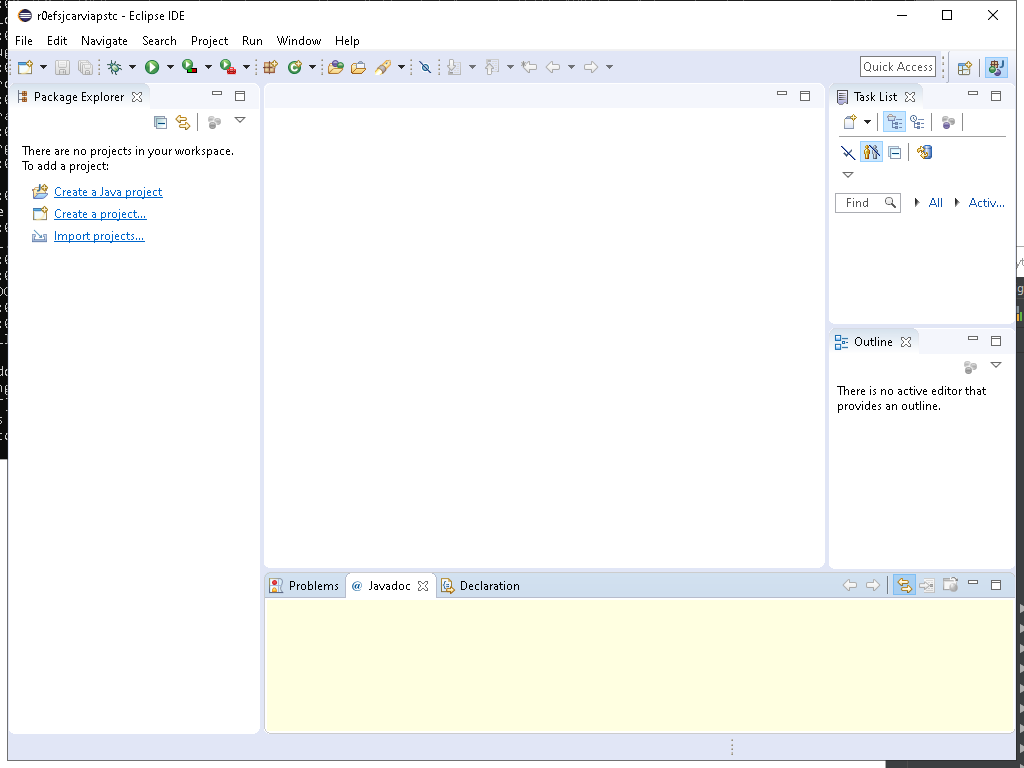 r0efsjcarviapstc - Eclipse IDE
File Edit Navigate Search Project Run Window Help
Quick Access
Package Explorer
Task List
There are no projects in your workspace.
To add a project:
Create a Java project
Create a project...
Import projects...
Find
All
Activ...
Outline
There is no active editor that
provides an outline.
Problems
@ Javadoc
Declaration